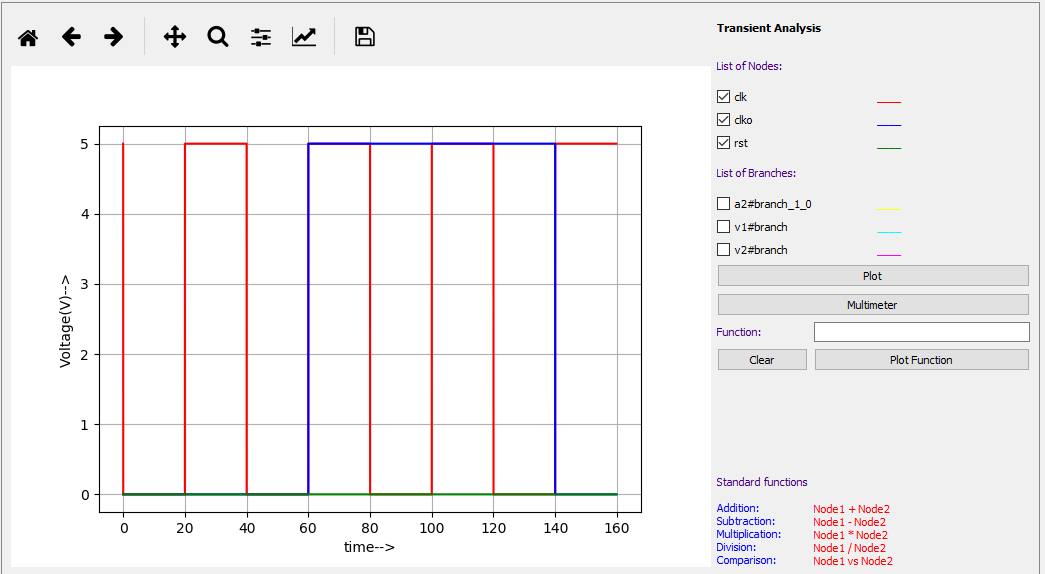 Transient Analysis
List of Nodes:
clk
clko
rst
List of Branches:
a2#branch_1_0
v1#branch
v2#branch
Plot
Multimeter
Function:
Clear Plot Function
Standard functions
Addition: Node1 + Node2
Subtraction: Node1 - Node2
Multiplication: Node1 * Node2
Division: Node1 / Node2
Comparison: Node1 vs Node2
Voltage(V)-->
5
4
3
2
1
0
0 20 40 60 80 100 120 140 160
time-->